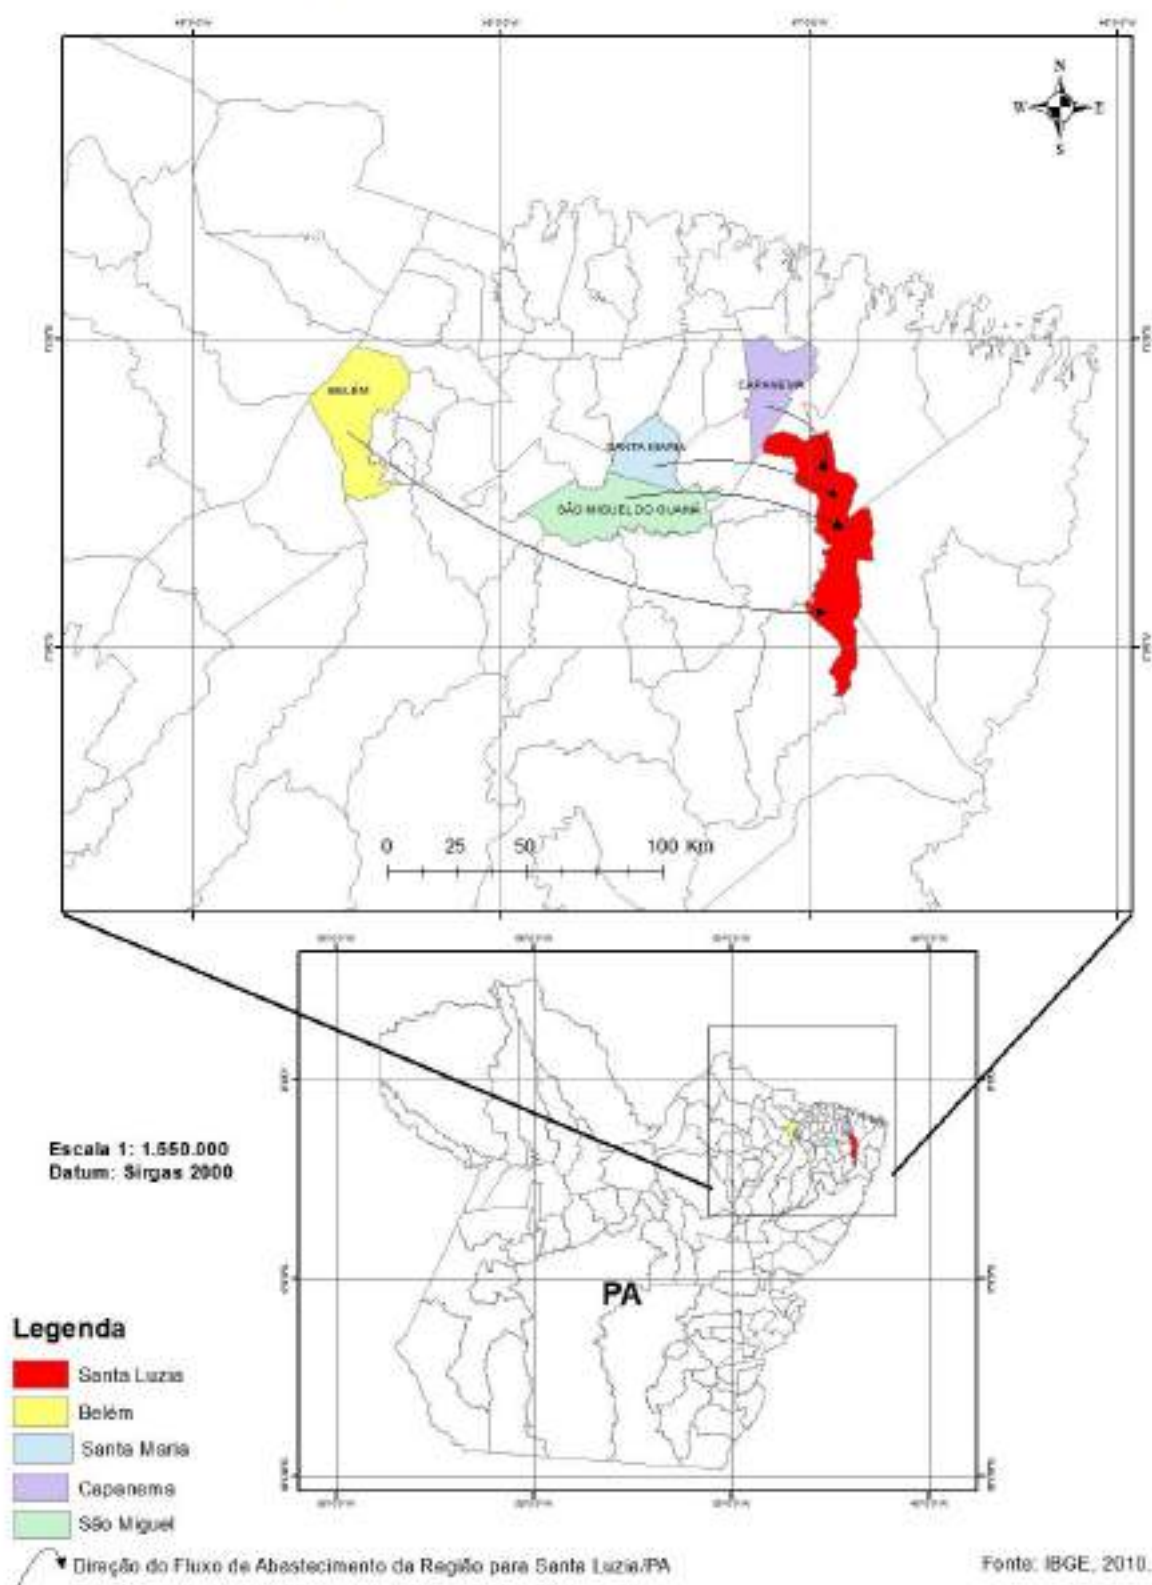 N
W E
S
BELÉM
CAPANEMA
SANTA MARIA
SÃO MIGUEL DO GUAMÁ
0 25 50 100 Km
Escala 1: 1.550.000
Datum: Sirgas 2000
PA
Legenda
Santa Luzia
Belém
Santa Maria
Capanema
São Miguel
Direção do Fluxo de Abastecimento da Região para Santa Luzia/PA
Fonte: IBGE, 2010.